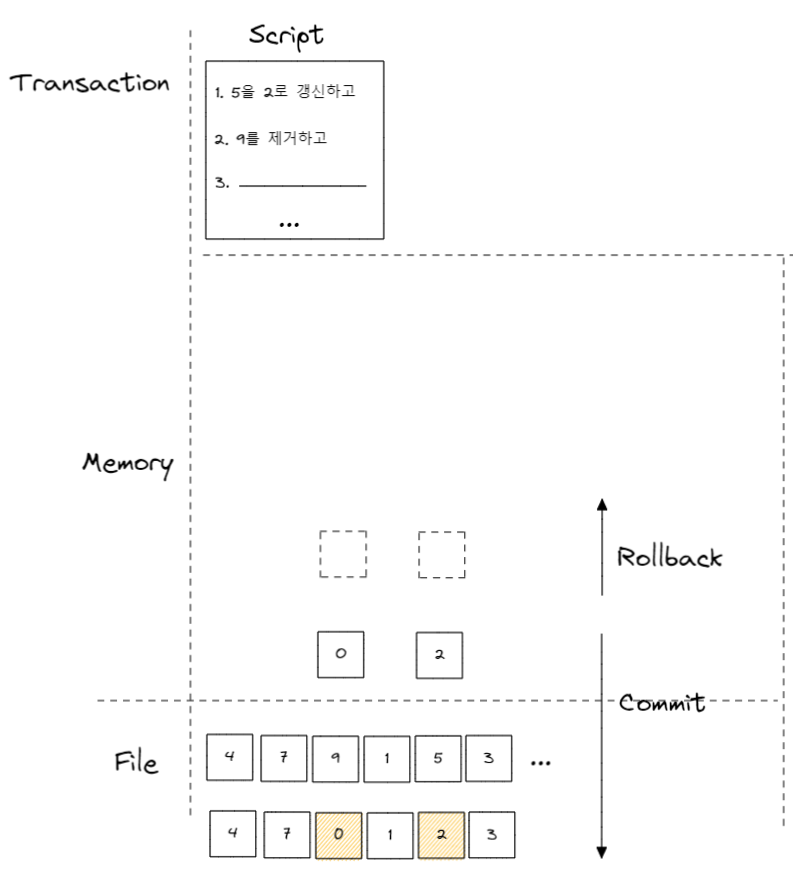 Script
Transaction
1. 5을 2로 갱신하고
2. 9를 제거하고
3. ____________
...
Memory
Rollback
0 2
Commit
File
4 7 9 1 5 3 ...
4 7 0 1 2 3